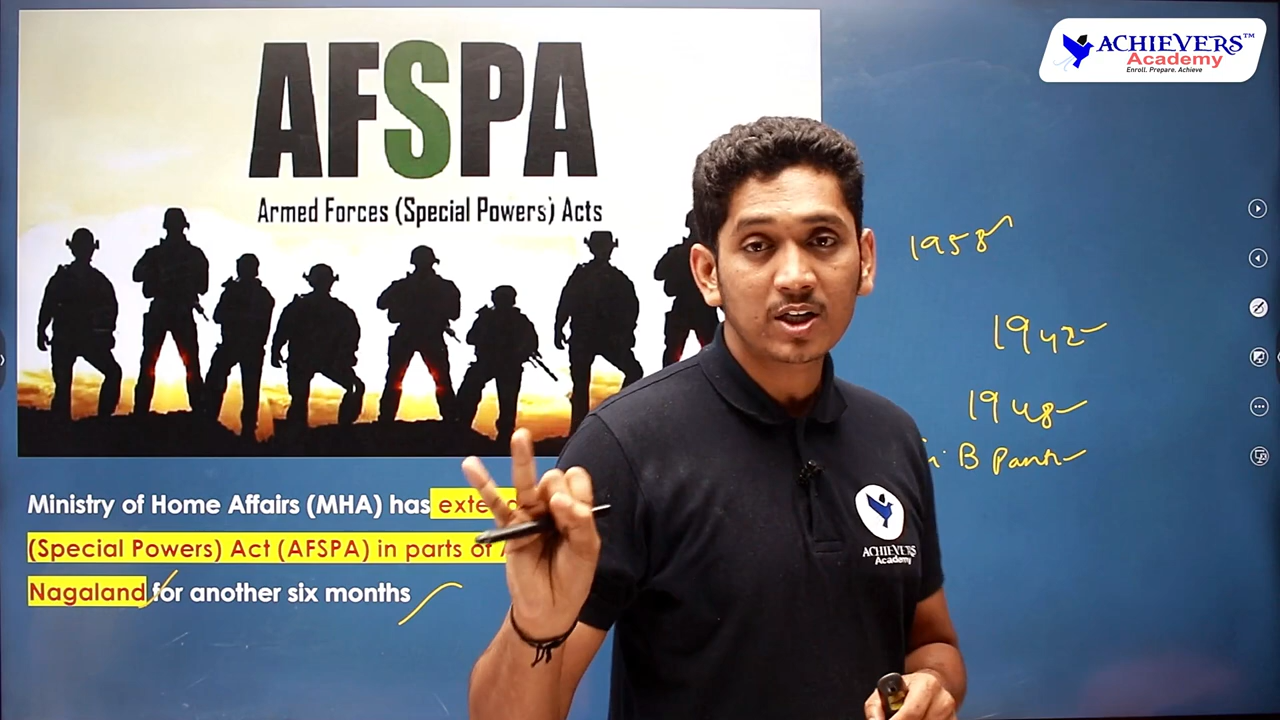 AFSPA
Armed Forces (Special Powers) Acts
ACHIEVERS™
Academy
Enroll. Prepare. Achieve
1958
1942
1948
B Pant
Ministry of Home Affairs (MHA) has
(Special Powers) Act (AFSPA) in parts of
Nagaland for another six months
ACHIEVERS
Academy